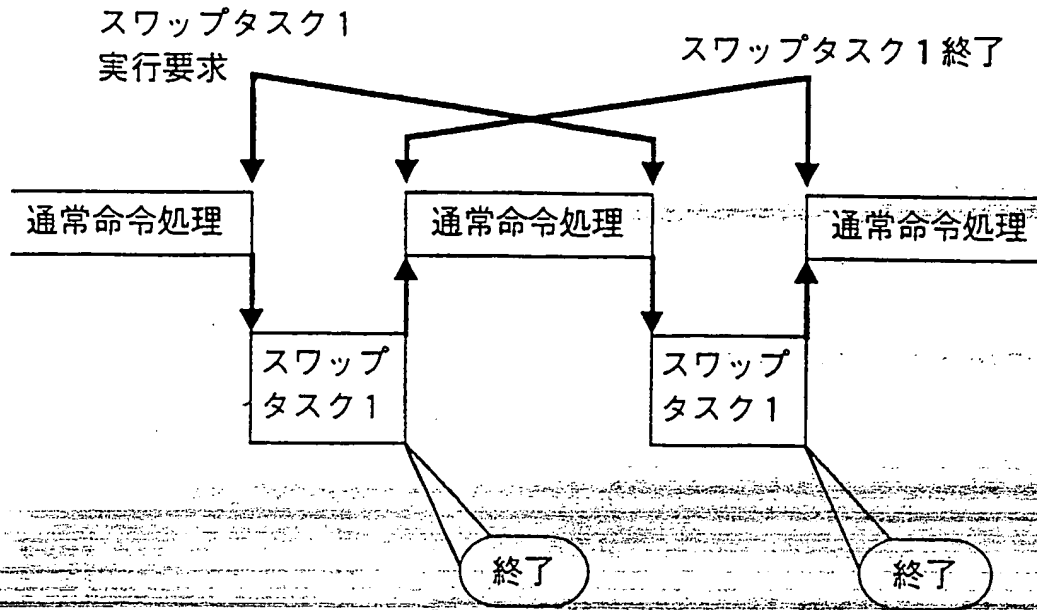 スワップタスク1
実行要求
スワップタスク1終了
通常命令処理
通常命令処理
通常命令処理
スワップ
タスク1
スワップ
タスク1
終了
終了